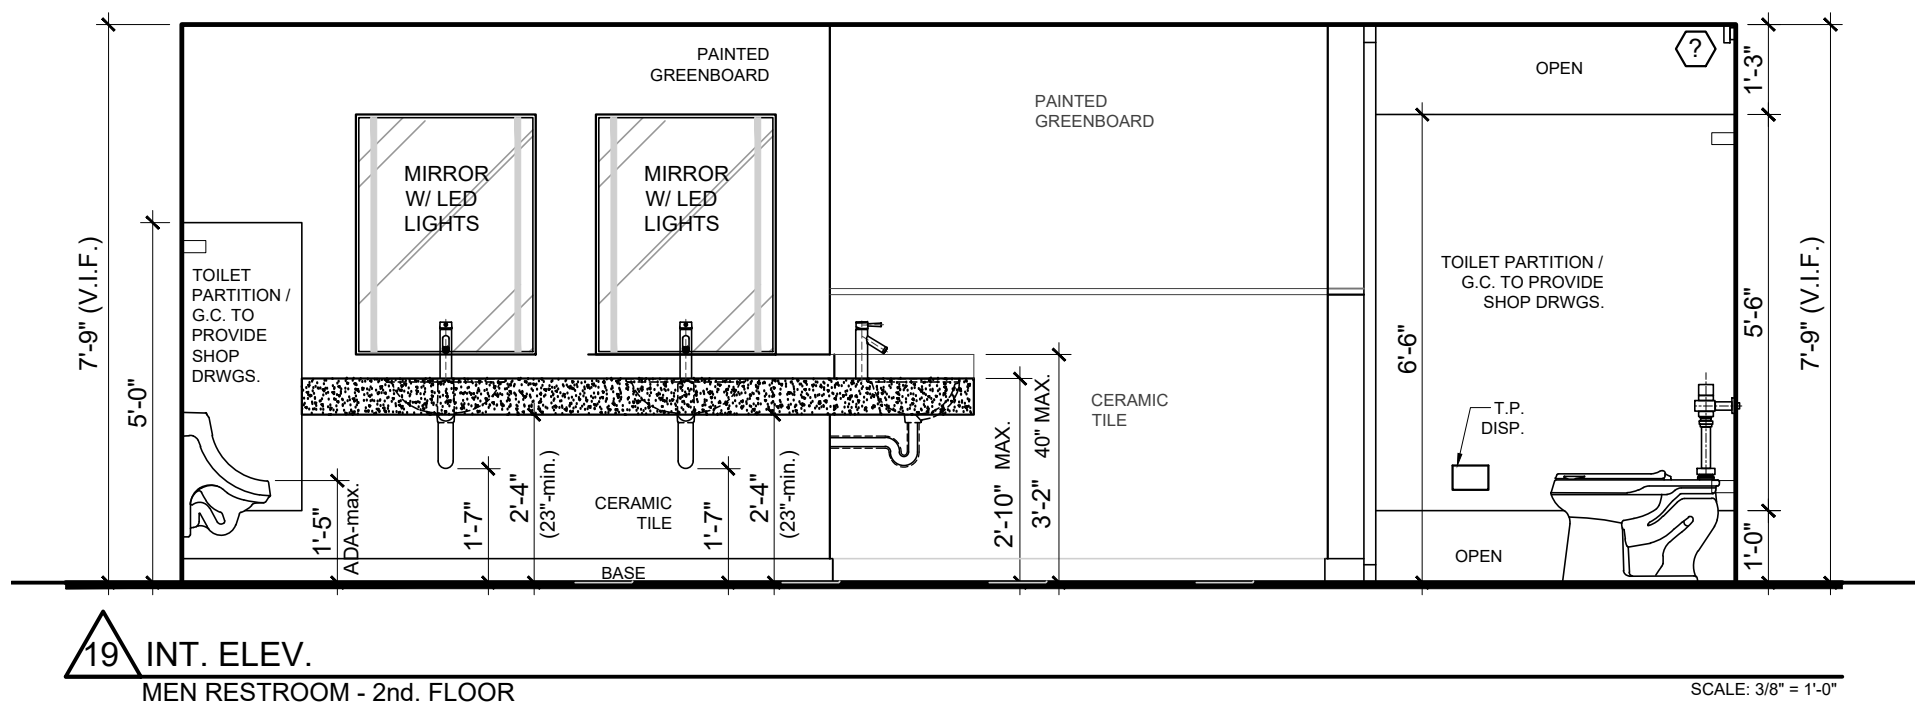 PAINTED
GREENBOARD
PAINTED
GREENBOARD
OPEN
?
1'-3"
MIRROR
W/ LED
LIGHTS
MIRROR
W/ LED
LIGHTS
7'-9" (V.I.F.)
5'-0"
TOILET
PARTITION /
G.C. TO
PROVIDE
SHOP
DRWGS.
TOILET PARTITION /
G.C. TO PROVIDE
SHOP DRWGS.
6'-6"
5'-6"
7'-9" (V.I.F.)
CERAMIC
TILE
T.P.
DISP.
1'-5"
ADA-max.
1'-7"
2'-4"
(23"-min.)
CERAMIC
TILE
1'-7"
2'-4"
(23"-min.)
2'-10" MAX.
3'-2" 40" MAX.
OPEN
1'-0"
BASE
19 INT. ELEV.
MEN RESTROOM - 2nd. FLOOR
SCALE: 3/8" = 1'-0"